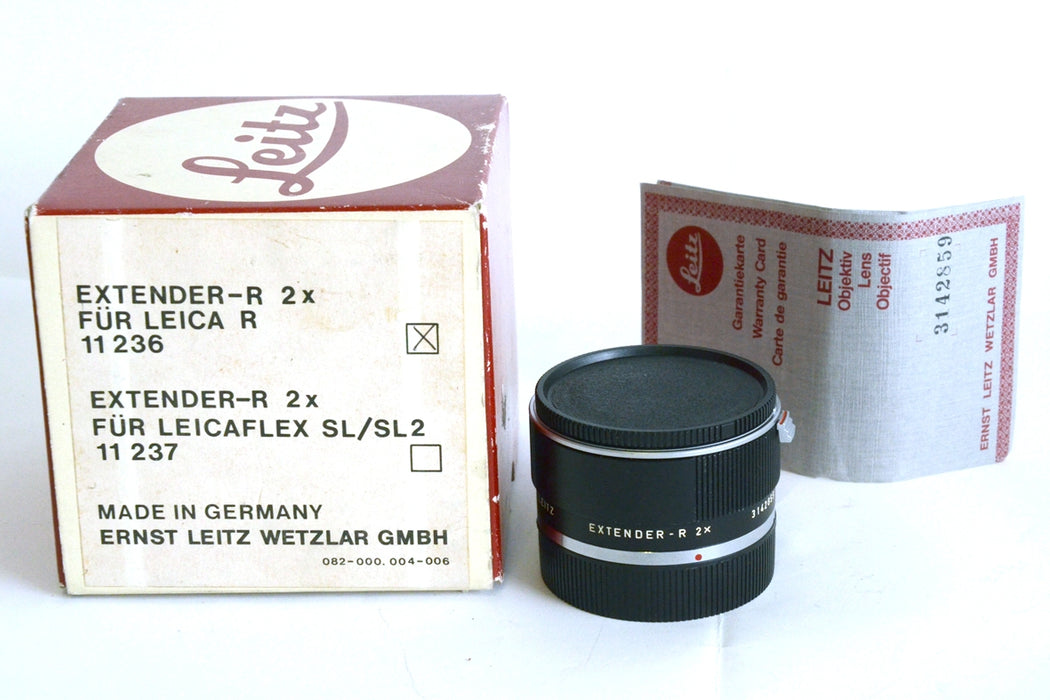 Leitz
EXTENDER-R 2x
FÜR LEICA R
11 236
EXTENDER-R 2x
FÜR LEICAFLEX SL/SL2
11 237
MADE IN GERMANY
ERNST LEITZ WETZLAR GMBH
082-000.004-006
LEITZ
EXTENDER-R 2x
3142859
Leitz
Garantiekarte
Warranty Card
Carte de garantie
LEITZ
Objektiv
Lens
Objectif
3142859
ERNST LEITZ WETZLAR GMBH